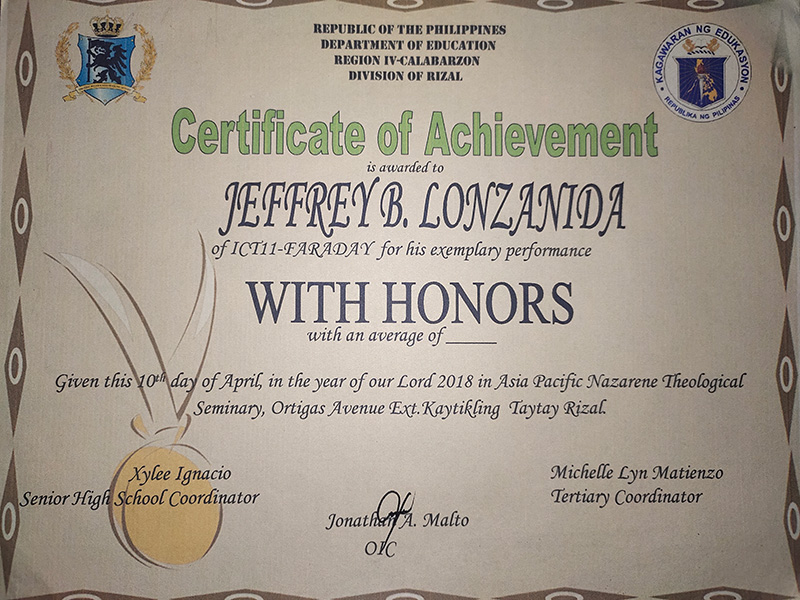 REPUBLIC OF THE PHILIPPINES
DEPARTMENT OF EDUCATION
REGION IV-CALABARZON
DIVISION OF RIZAL
KAGAWARAN NG EDUKASYON
REPUBLIKA NG PILIPINAS
Certificate of Achievement
is awarded to
JEFFREY B. LONZANIDA
of ICT11-FARADAY for his exemplary performance
WITH HONORS
with an average of ______
Given this 10th day of April, in the year of our Lord 2018 in Asia Pacific Nazarene Theological
Seminary, Ortigas Avenue Ext.Kaytikling Taytay Rizal.
Xylee Ignacio
Senior High School Coordinator
Michelle Lyn Matienzo
Tertiary Coordinator
Jonathan A. Malto
OIC